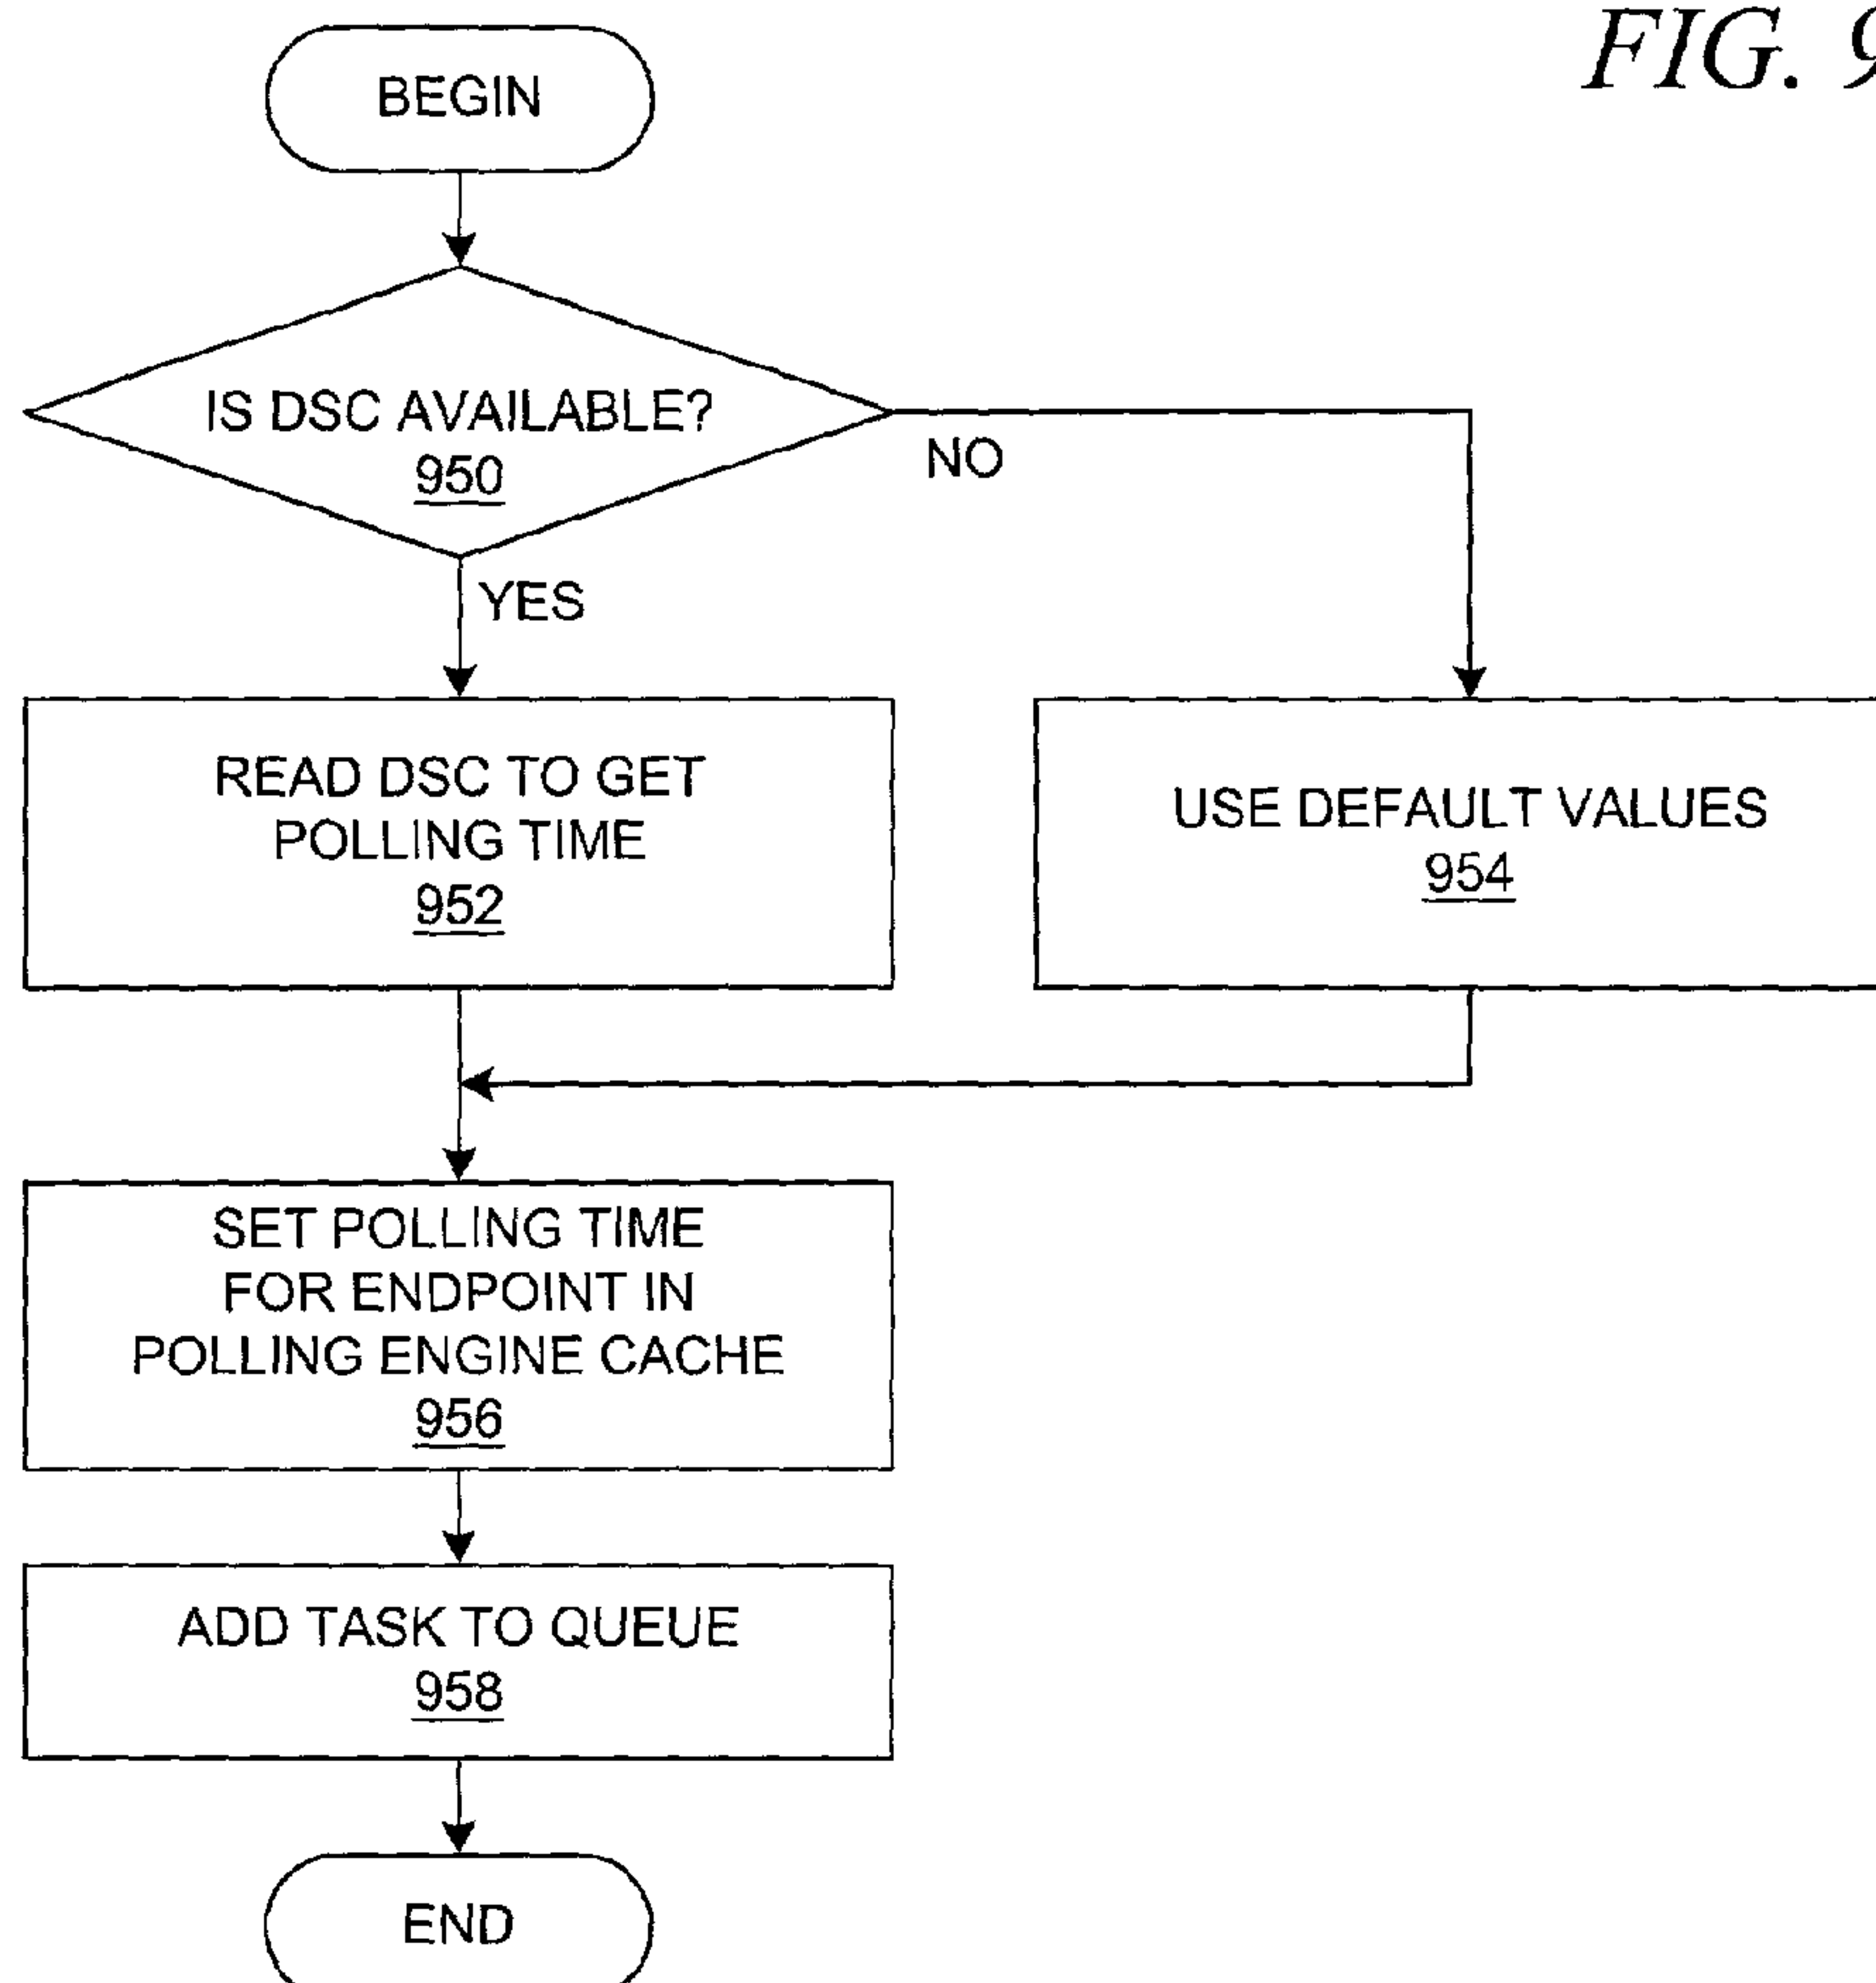 FIG. 9
BEGIN
IS DSC AVAILABLE?
950
NO
YES
READ DSC TO GET
POLLING TIME
952
USE DEFAULT VALUES
954
SET POLLING TIME
FOR ENDPOINT IN
POLLING ENGINE CACHE
956
ADD TASK TO QUEUE
958
END